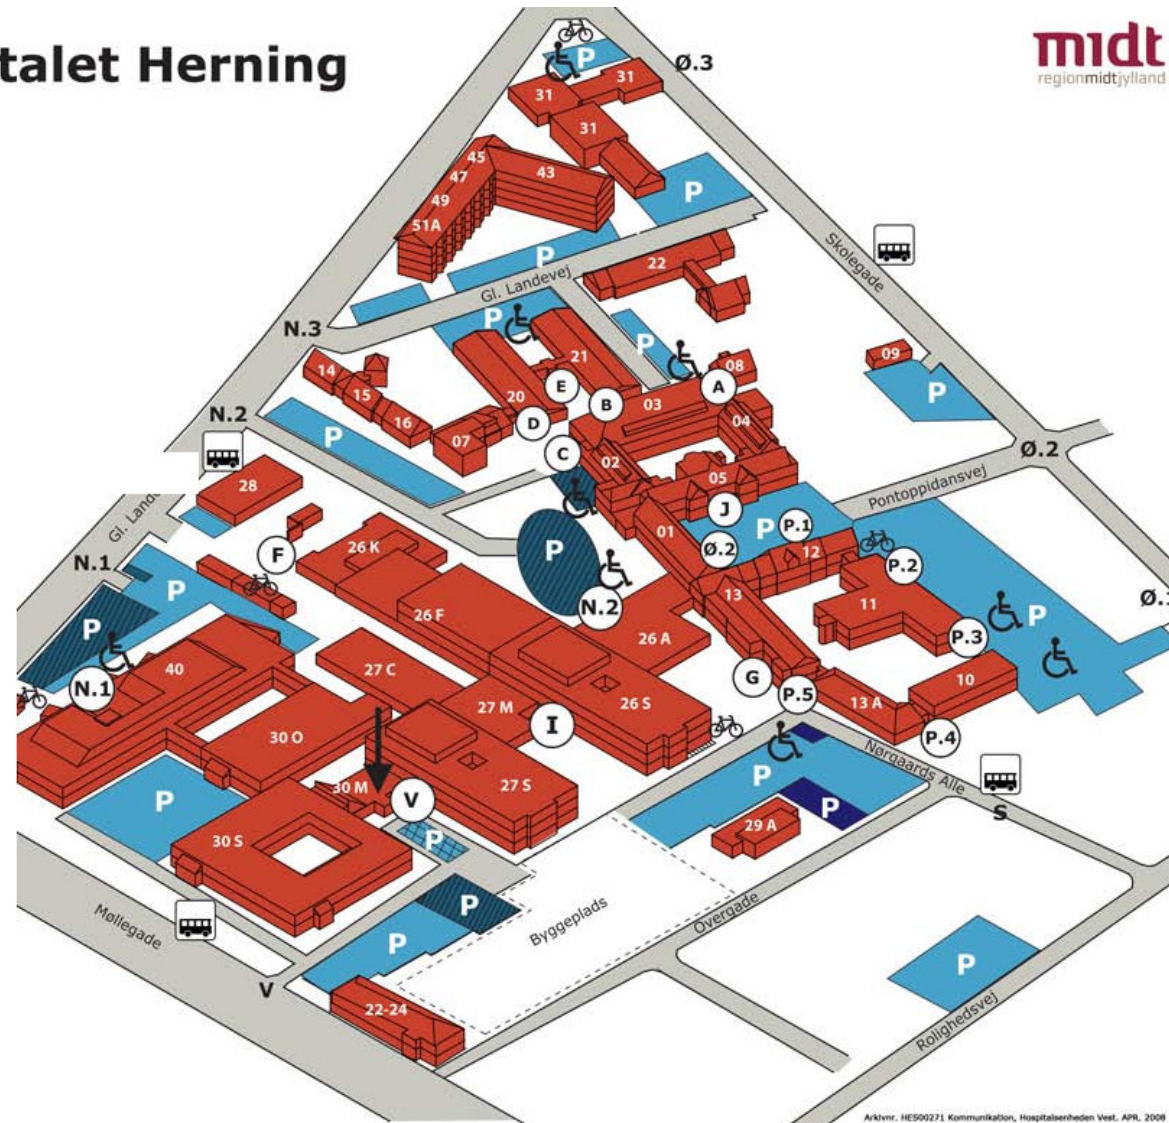 talet Herning
midt
regionmidtjylland
P
Ø.3
31
31
31
45
47
43
49
51A
P
P
22
Skolegade
Gl. Landevej
P
N.3
P
21
09
14
08
E
A
15
20
B
03
P
N.2
16
D
04
P
07
C
02
Ø.2
05
28
Pontoppidansvej
J
Gl. Lande
01
P
P.1
F
26 K
P
Ø.2
12
N.1
P.2
P
13
N.2
11
Ø.
P
26 F
26 A
P
P.3
40
27 C
G
10
N.1
27 M
26 S
P.5
13 A
I
P.4
30 O
Nørgaards Alle
30 M
27 S
P
P
V
P
S
30 S
P
29 A
P
Møllegade
Byggeplads
Overgade
P
P
V
22-24
Rolighedsvej
Arkivnr. HES00271 Kommunikation, Hospitalsenheden Vest. APR. 2008